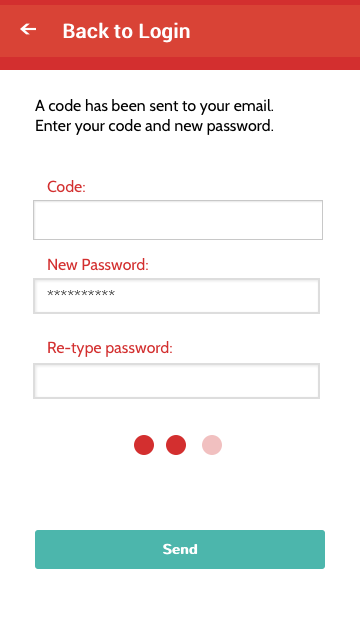 Back to Login
A code has been sent to your email.
Enter your code and new password.
Code:
New Password:
**********
Re-type password:
Send